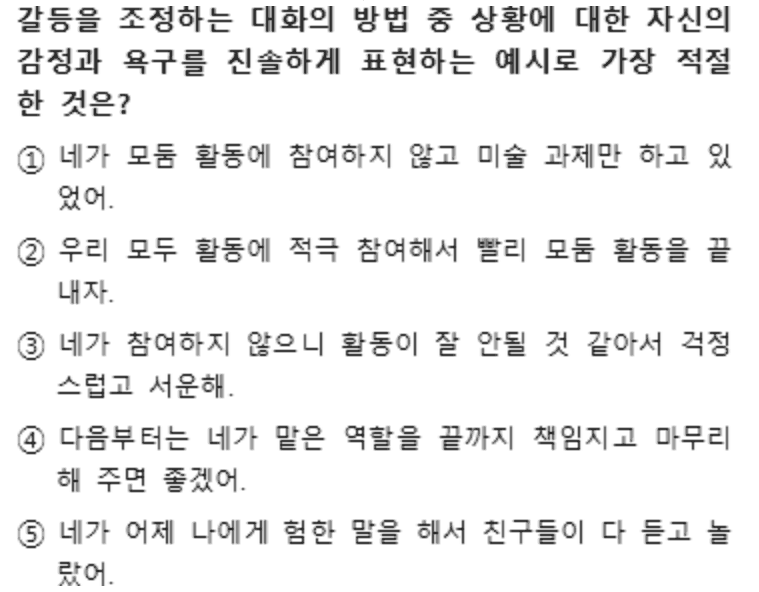 갈등을 조정하는 대화의 방법 중 상황에 대한 자신의
감정과 욕구를 진솔하게 표현하는 예시로 가장 적절
한 것은?
① 네가 모둠 활동에 참여하지 않고 미술 과제만 하고 있
었어.
② 우리 모두 활동에 적극 참여해서 빨리 모둠 활동을 끝
내자.
③ 네가 참여하지 않으니 활동이 잘 안될 것 같아서 걱정
스럽고 서운해.
④ 다음부터는 네가 맡은 역할을 끝까지 책임지고 마무리
해 주면 좋겠어.
⑤ 네가 어제 나에게 험한 말을 해서 친구들이 다 듣고 놀
랐어.